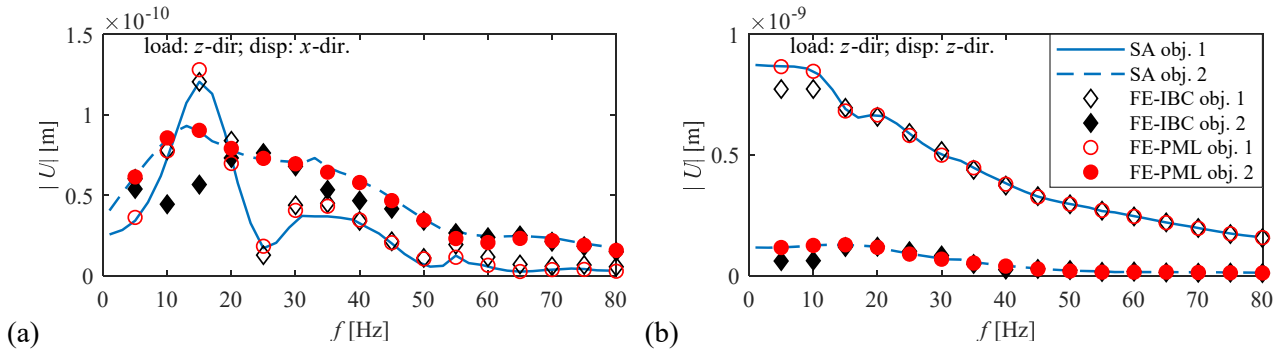 ×10⁻¹⁰
load: z-dir; disp: x-dir.
1.5
1
0.5
0
| U| [m]
0 10 20 30 40 50 60 70 80
f [Hz]
(a)
×10⁻⁹
load: z-dir; disp: z-dir.
1
0.5
0
| U| [m]
0 10 20 30 40 50 60 70 80
f [Hz]
SA obj. 1
SA obj. 2
FE-IBC obj. 1
FE-IBC obj. 2
FE-PML obj. 1
FE-PML obj. 2
(b)